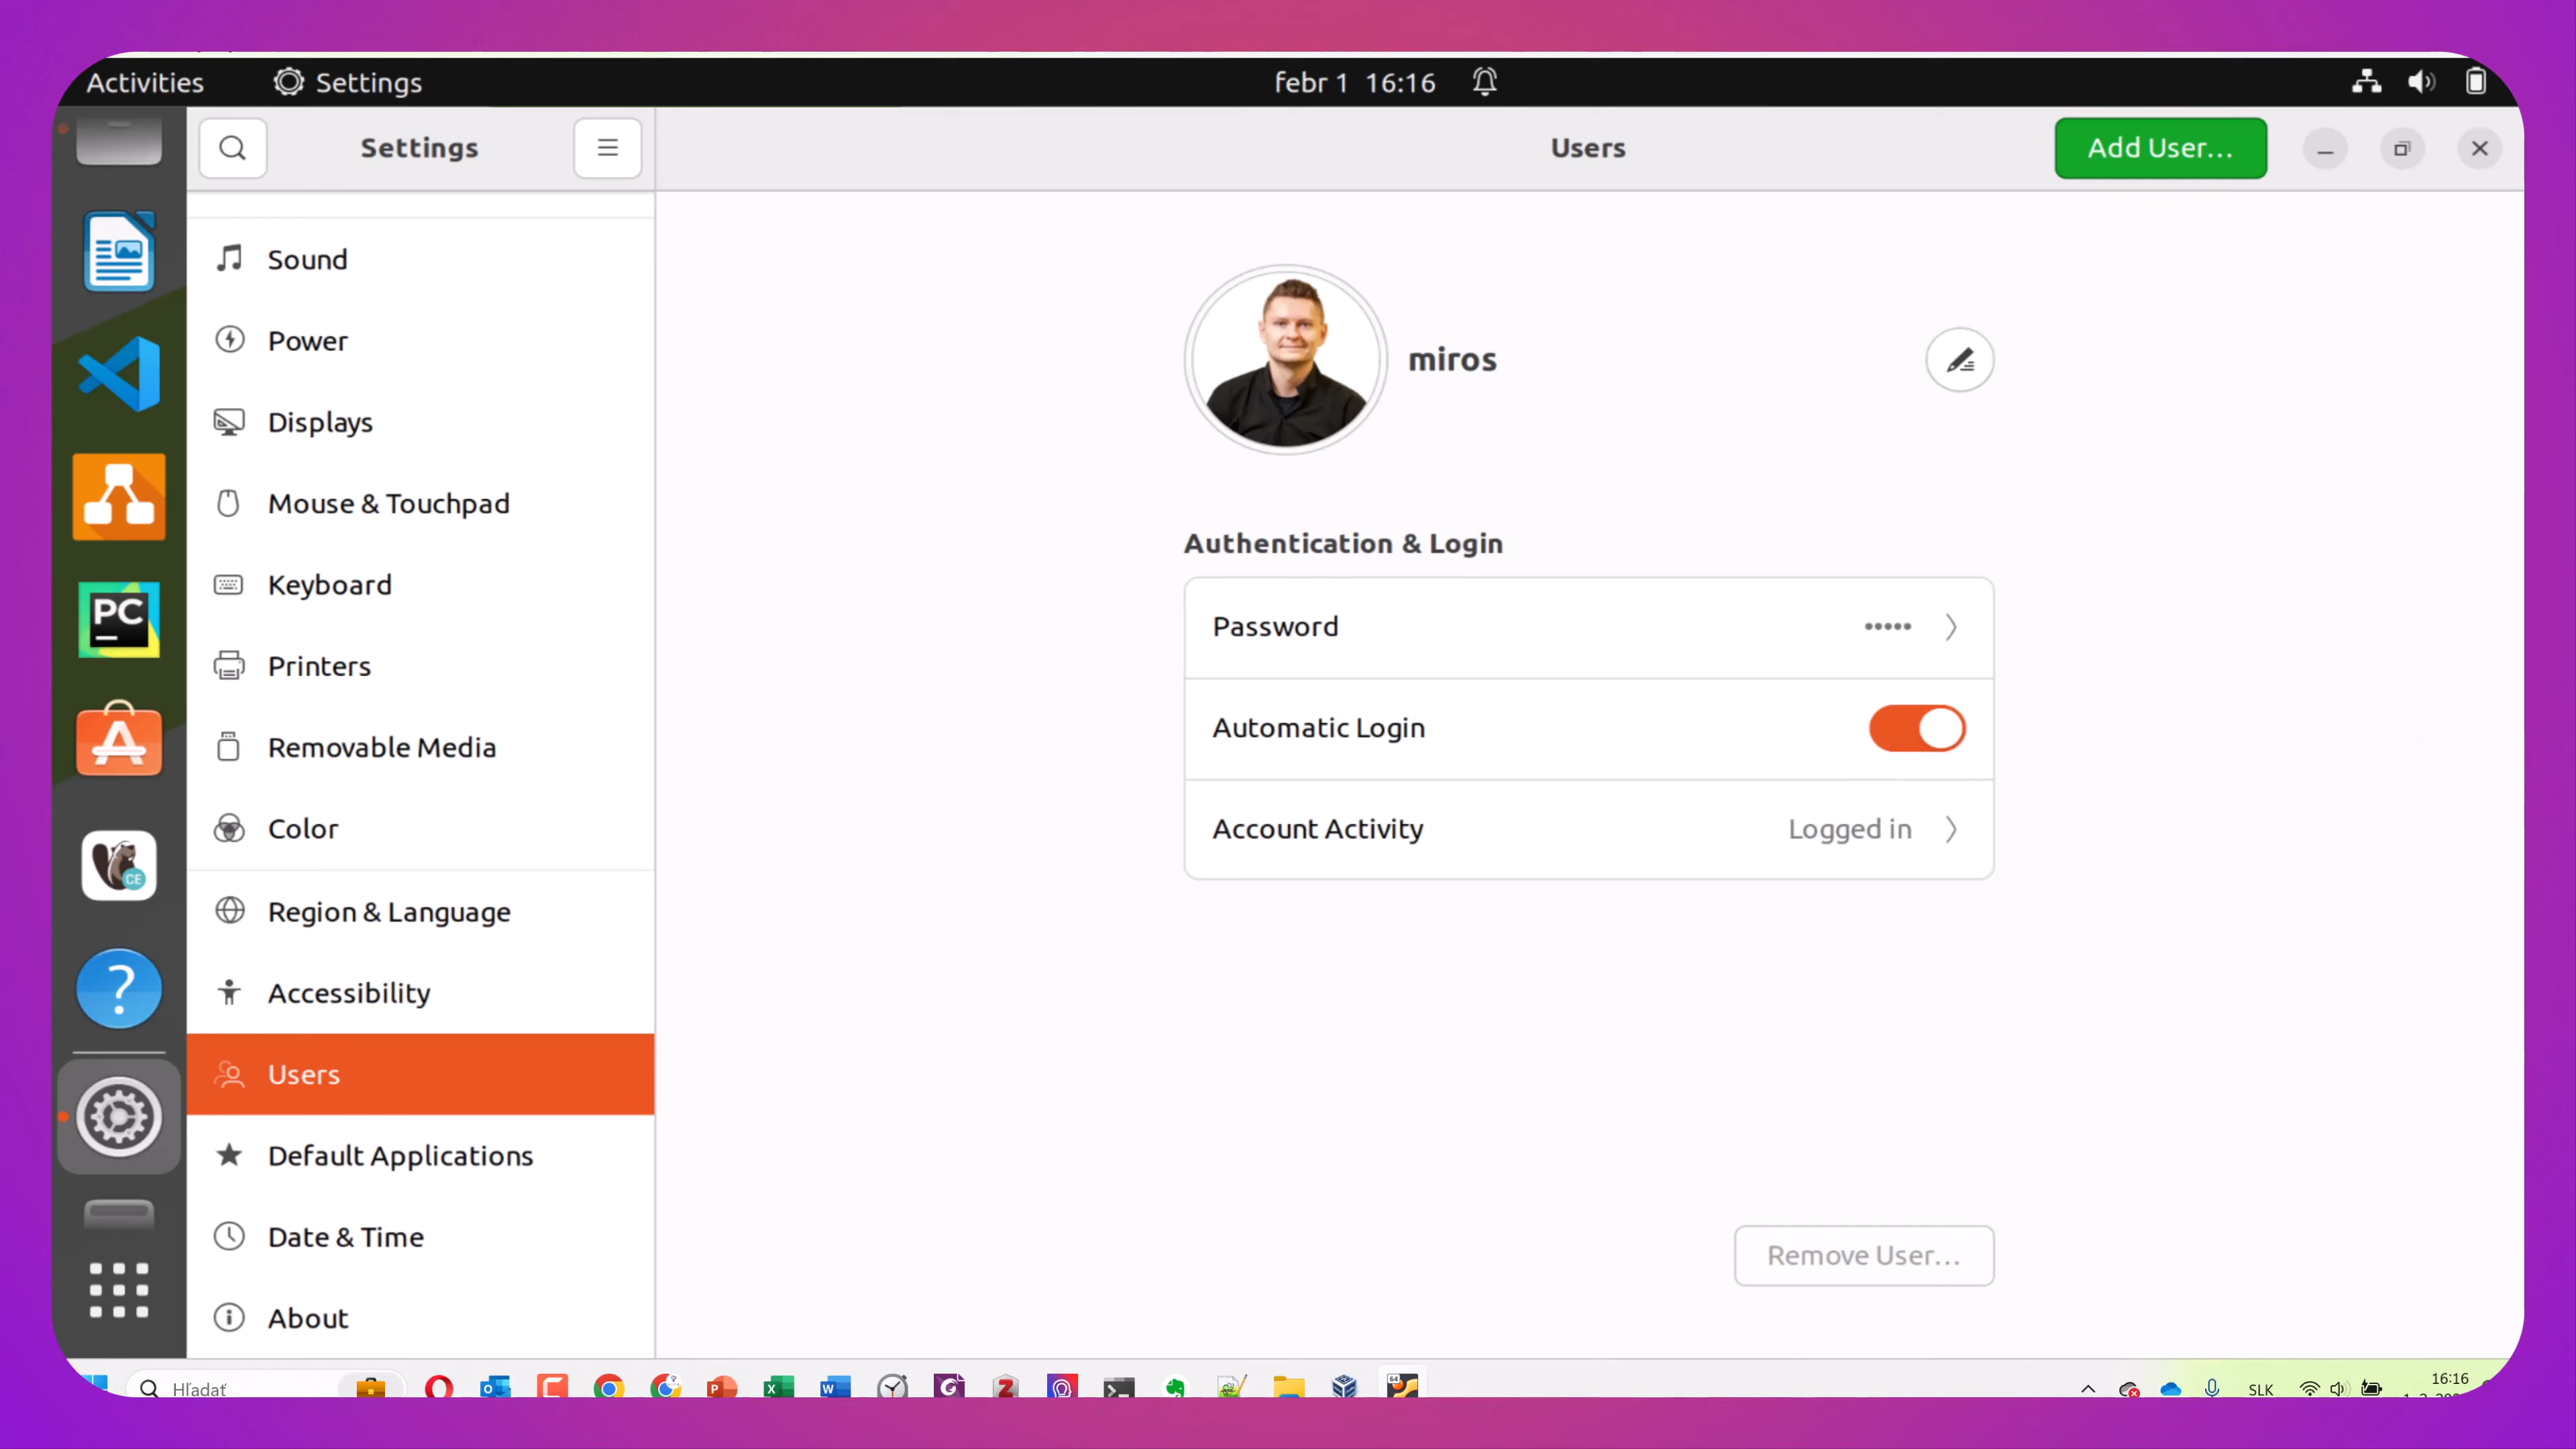 Activities
Settings
febr 1 16:16
Settings
Users
Add User...
Sound
Power
Displays
Mouse & Touchpad
Keyboard
Printers
Removable Media
Color
Region & Language
Accessibility
Users
Default Applications
Date & Time
About
miros
Authentication & Login
Password
•••••
Automatic Login
Account Activity
Logged in
Remove User...
PC
CE
?
Hľadať
SLK
16:16